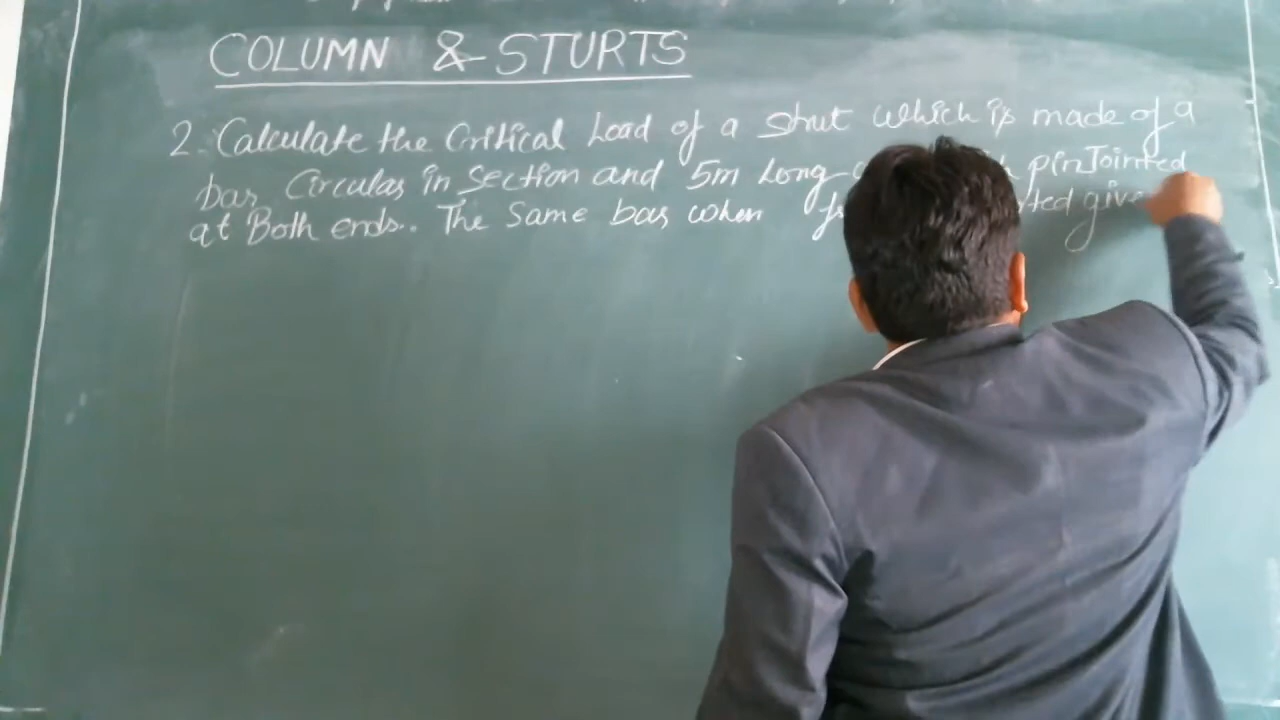 COLUMN & STURTS
2. Calculate the Critical Load of a strut which is made of a
bar Circular in Section and 5m Long pinJointed
at Both ends.. The Same bar when